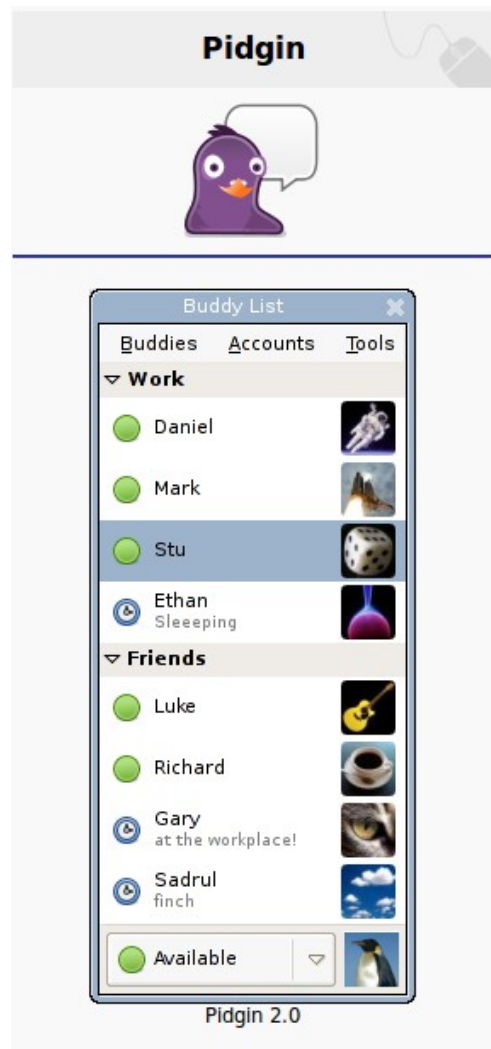 Pidgin
Buddy List
Buddies Accounts Tools
Work
Daniel
Mark
Stu
Ethan
Sleeeping
Friends
Luke
Richard
Gary
at the workplace!
Sadrul
finch
Available
Pidgin 2.0